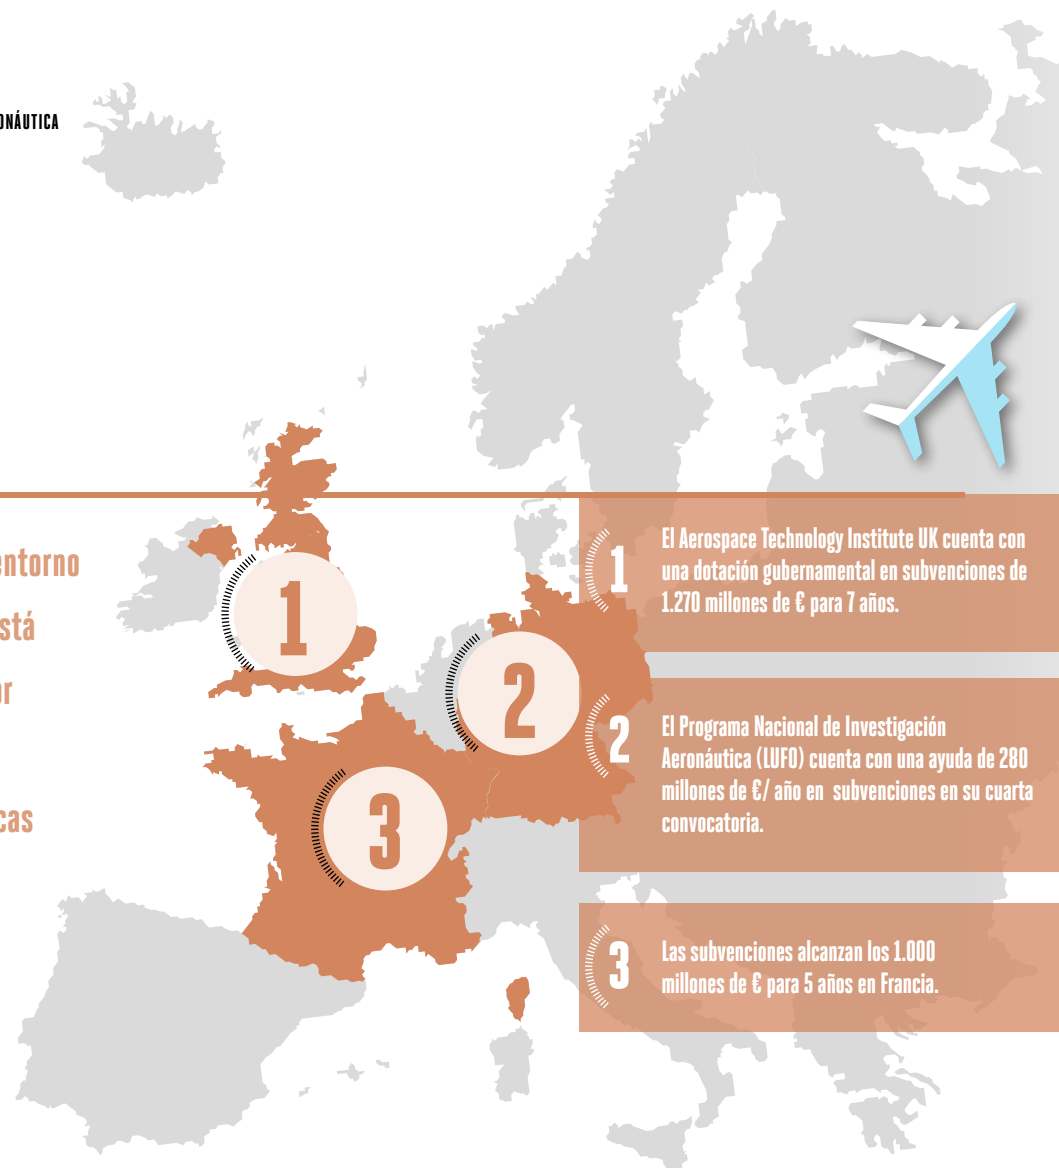 entorno
1
1
El Aerospace Technology Institute UK cuenta con
una dotación gubernamental en subvenciones de
1.270 millones de € para 7 años.
2
2
El Programa Nacional de Investigación
Aeronáutica (LUFO) cuenta con una ayuda de 280
millones de €/ año en subvenciones en su cuarta
convocatoria.
3
3
Las subvenciones alcanzan los 1.000
millones de € para 5 años en Francia.